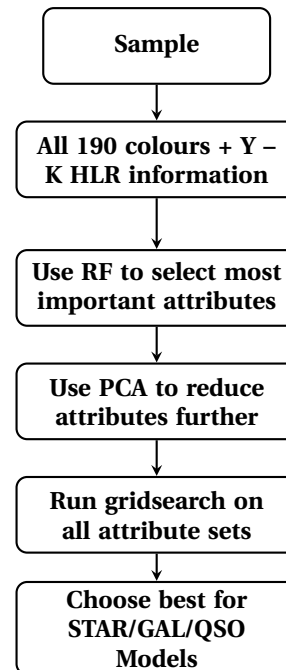 Sample
All 190 colours + Y –
K HLR information
Use RF to select most
important attributes
Use PCA to reduce
attributes further
Run gridsearch on
all attribute sets
Choose best for
STAR/GAL/QSO
Models